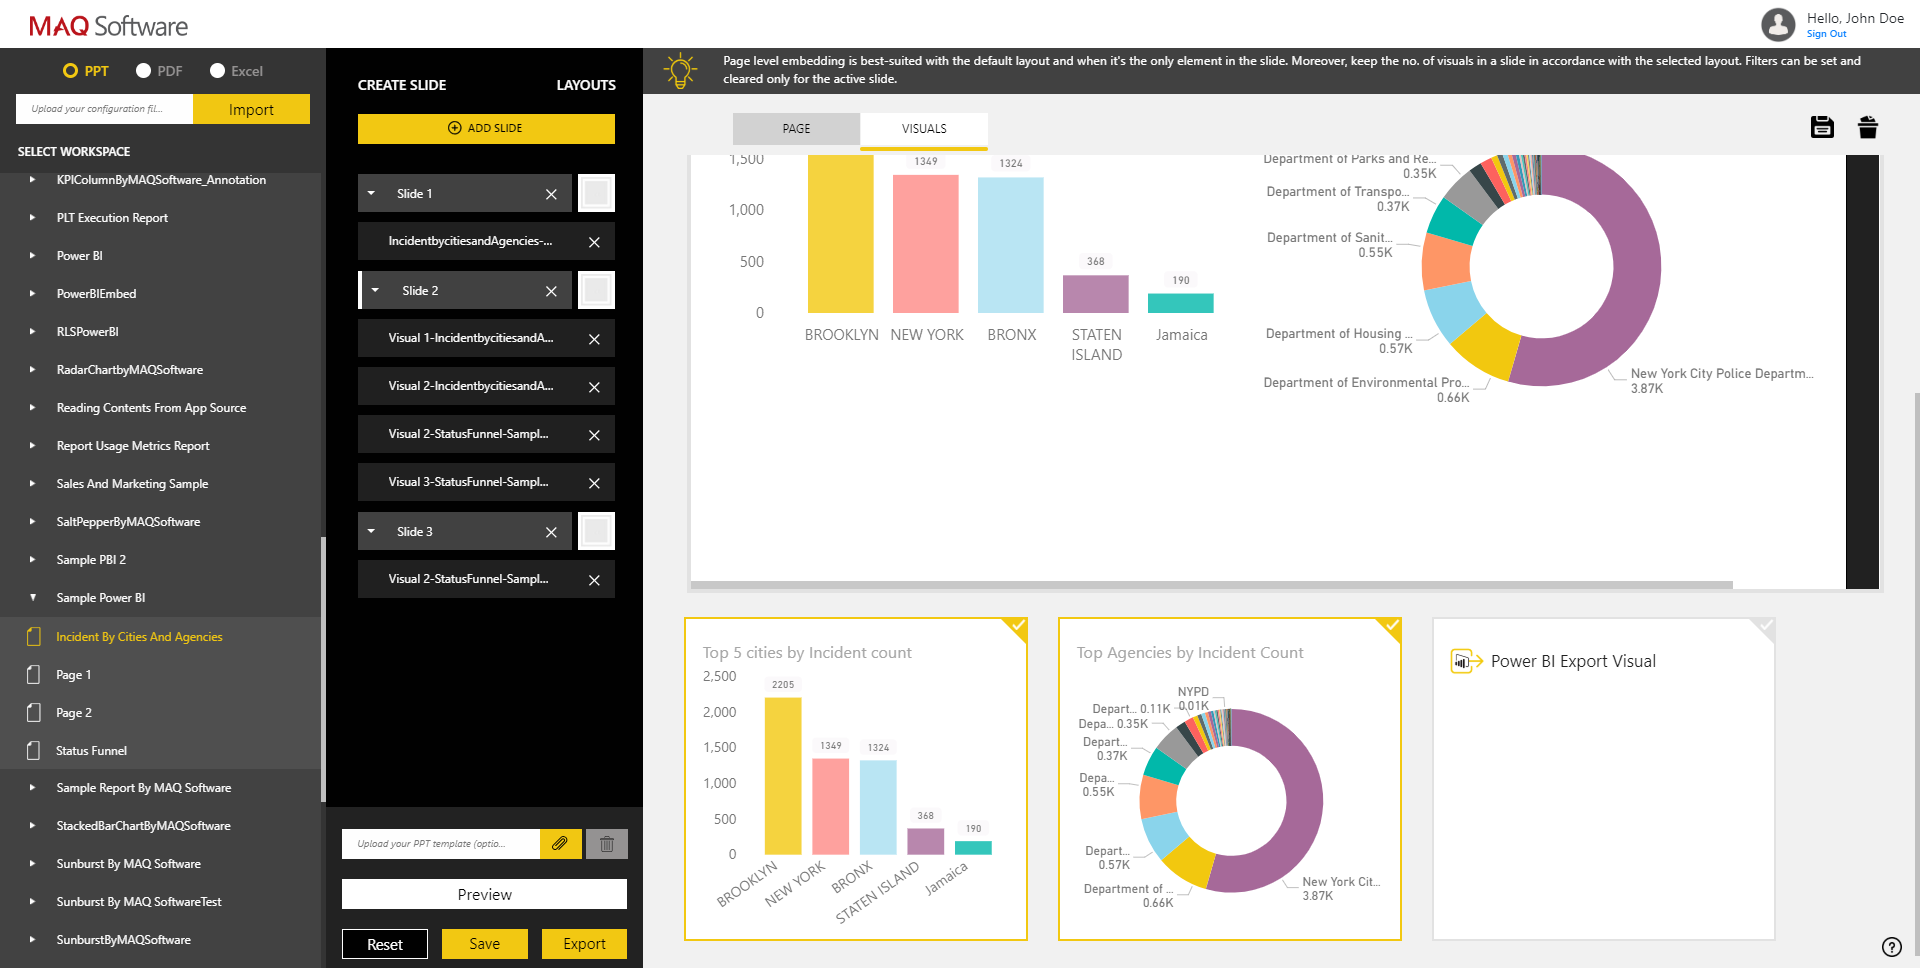 MAQ Software
Hello, John Doe
Sign Out
PPT
PDF
Excel
Upload your configuration fil...
Import
SELECT WORKSPACE
KPIColumnByMAQSoftware_Annotation
PLT Execution Report
Power BI
PowerBIEmbed
RLSPowerBI
RadarChartbyMAQSoftware
Reading Contents From App Source
Report Usage Metrics Report
Sales And Marketing Sample
SaltPepperByMAQSoftware
Sample PBI 2
Sample Power BI
Incident By Cities And Agencies
Page 1
Page 2
Status Funnel
Sample Report By MAQ Software
StackedBarChartByMAQSoftware
Sunburst By MAQ Software
Sunburst By MAQ SoftwareTest
SunburstByMAQSoftware
CREATE SLIDE
LAYOUTS
ADD SLIDE
Slide 1
IncidentbycitiesandAgencies-...
Slide 2
Visual 1-IncidentbycitiesandA...
Visual 2-IncidentbycitiesandA...
Visual 2-StatusFunnel-Sampl...
Visual 3-StatusFunnel-Sampl...
Slide 3
Visual 2-StatusFunnel-Sampl...
Upload your PPT template (optio...
Preview
Reset
Save
Export
Page level embedding is best-suited with the default layout and when it's the only element in the slide. Moreover, keep the no. of visuals in a slide in accordance with the selected layout. Filters can be set and
cleared only for the active slide.
PAGE
VISUALS
1,500
1,000
500
0
1349
1324
368
190
BROOKLYN
NEW YORK
BRONX
STATEN
ISLAND
Jamaica
Department of Parks and Re...
0.35K
Department of Transpo...
0.37K
Department of Sanit...
0.55K
Department of Housing ...
0.57K
Department of Environmental Pro...
0.66K
New York City Police Departm...
3.87K
Top 5 cities by Incident count
2,500
2,000
1,500
1,000
500
0
2205
1349
1324
368
190
BROOKLYN
NEW YORK
BRONX
STATEN ISLAND
Jamaica
Top Agencies by Incident Count
NYPD
0.01K
Depart... 0.11K
Depa... 0.35K
Depart...
0.37K
Depa...
0.55K
Depart...
0.57K
Department of ...
0.66K
New York Cit...
3.87K
Power BI Export Visual